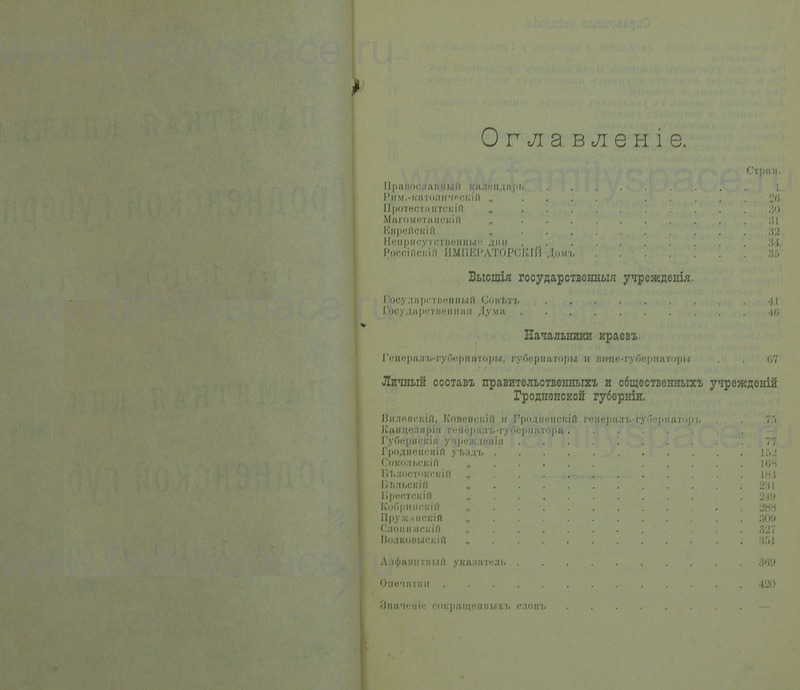 Оглавленіе.
Стран.
Православный календарь . . . . . . . 1
Рим.-католическій „ . . . . . . . 26
Протестантскій „ . . . . . . . 30
Магометанскій „ . . . . . . . 31
Еврейскій „ . . . . . . . 32
Неприсутственные дни . . . . . . . 34
Россійскій ИМПЕРАТОРСКІЙ Домъ . . . . . 35
Высшія государственныя учрежденія.
Государственный Совѣтъ . . . . . . . 41
Государственная Дума . . . . . . . 46
Начальники краевъ.
Генералъ-губернаторы, губернаторы и вице-губернаторы . . 67
Личный составъ правительственныхъ и общественныхъ учрежденій
Гродненской губерніи.
Виленскій, Ковенскій и Гродненскій генералъ-губернаторъ . . 75
Канцелярія генералъ-губернатора . . . . . . „
Губернскія учрежденія . . . . . . . 77
Гродненскій уѣздъ . . . . . . . . 152
Сокольскій „ . . . . . . . . 168
Бѣлостокскій „ . . . . . . . . 184
Бѣльскій „ . . . . . . . . 231
Брестскій „ . . . . . . . . 249
Кобринскій „ . . . . . . . . 288
Пружанскій „ . . . . . . . . 309
Слонимскій „ . . . . . . . . 327
Волковыскій „ . . . . . . . . 351
Алфавитный указатель . . . . . . . 369
Опечатки . . . . . . . . . . 420
Значеніе сокращенныхъ словъ . . . . . . —
www.familyspace.ru